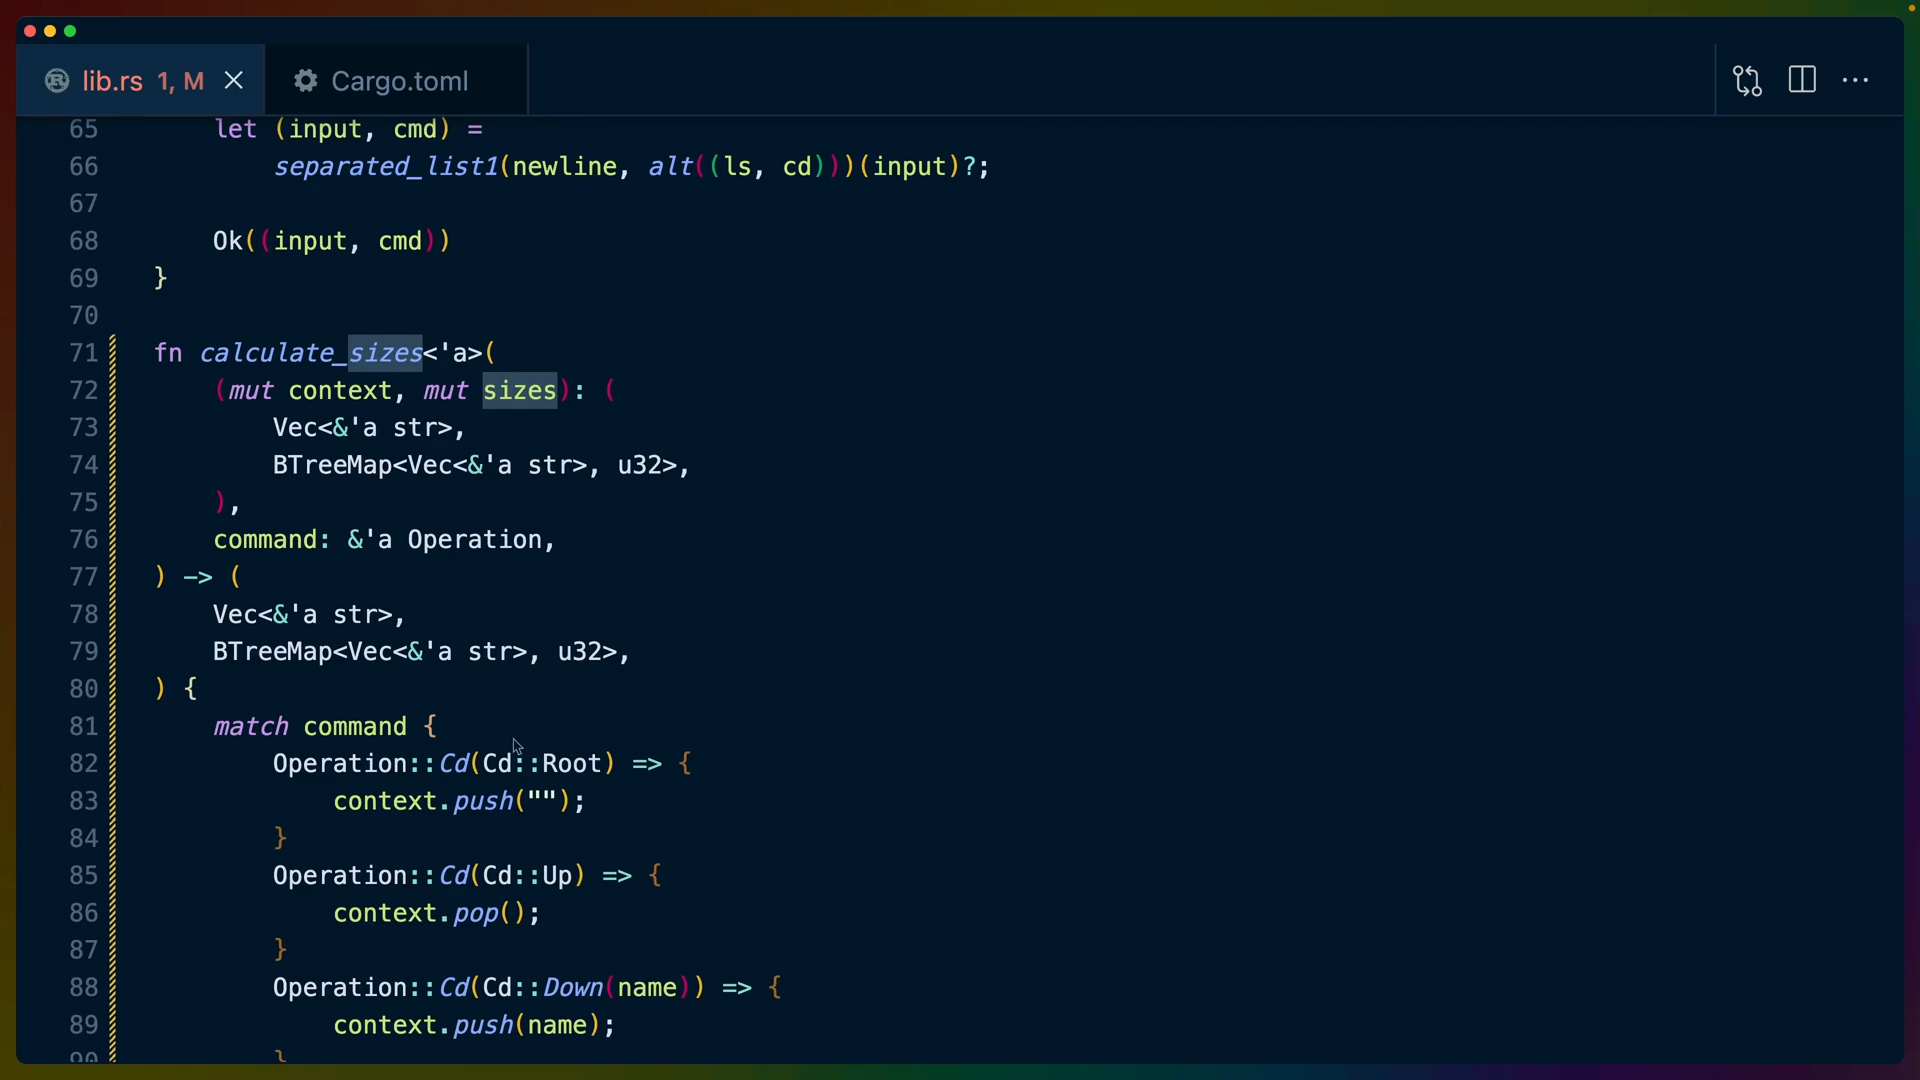 lib.rs 1, M
Cargo.toml
65 let (input, cmd) =
66 separated_list1(newline, alt((ls, cd)))(input)?;
67
68 Ok((input, cmd))
69 }
70
71 fn calculate_sizes<'a>(
72 (mut context, mut sizes): (
73 Vec<&'a str>,
74 BTreeMap<Vec<&'a str>, u32>,
75 ),
76 command: &'a Operation,
77 ) -> (
78 Vec<&'a str>,
79 BTreeMap<Vec<&'a str>, u32>,
80 ) {
81 match command {
82 Operation::Cd(Cd::Root) => {
83 context.push("");
84 }
85 Operation::Cd(Cd::Up) => {
86 context.pop();
87 }
88 Operation::Cd(Cd::Down(name)) => {
89 context.push(name);
90 }